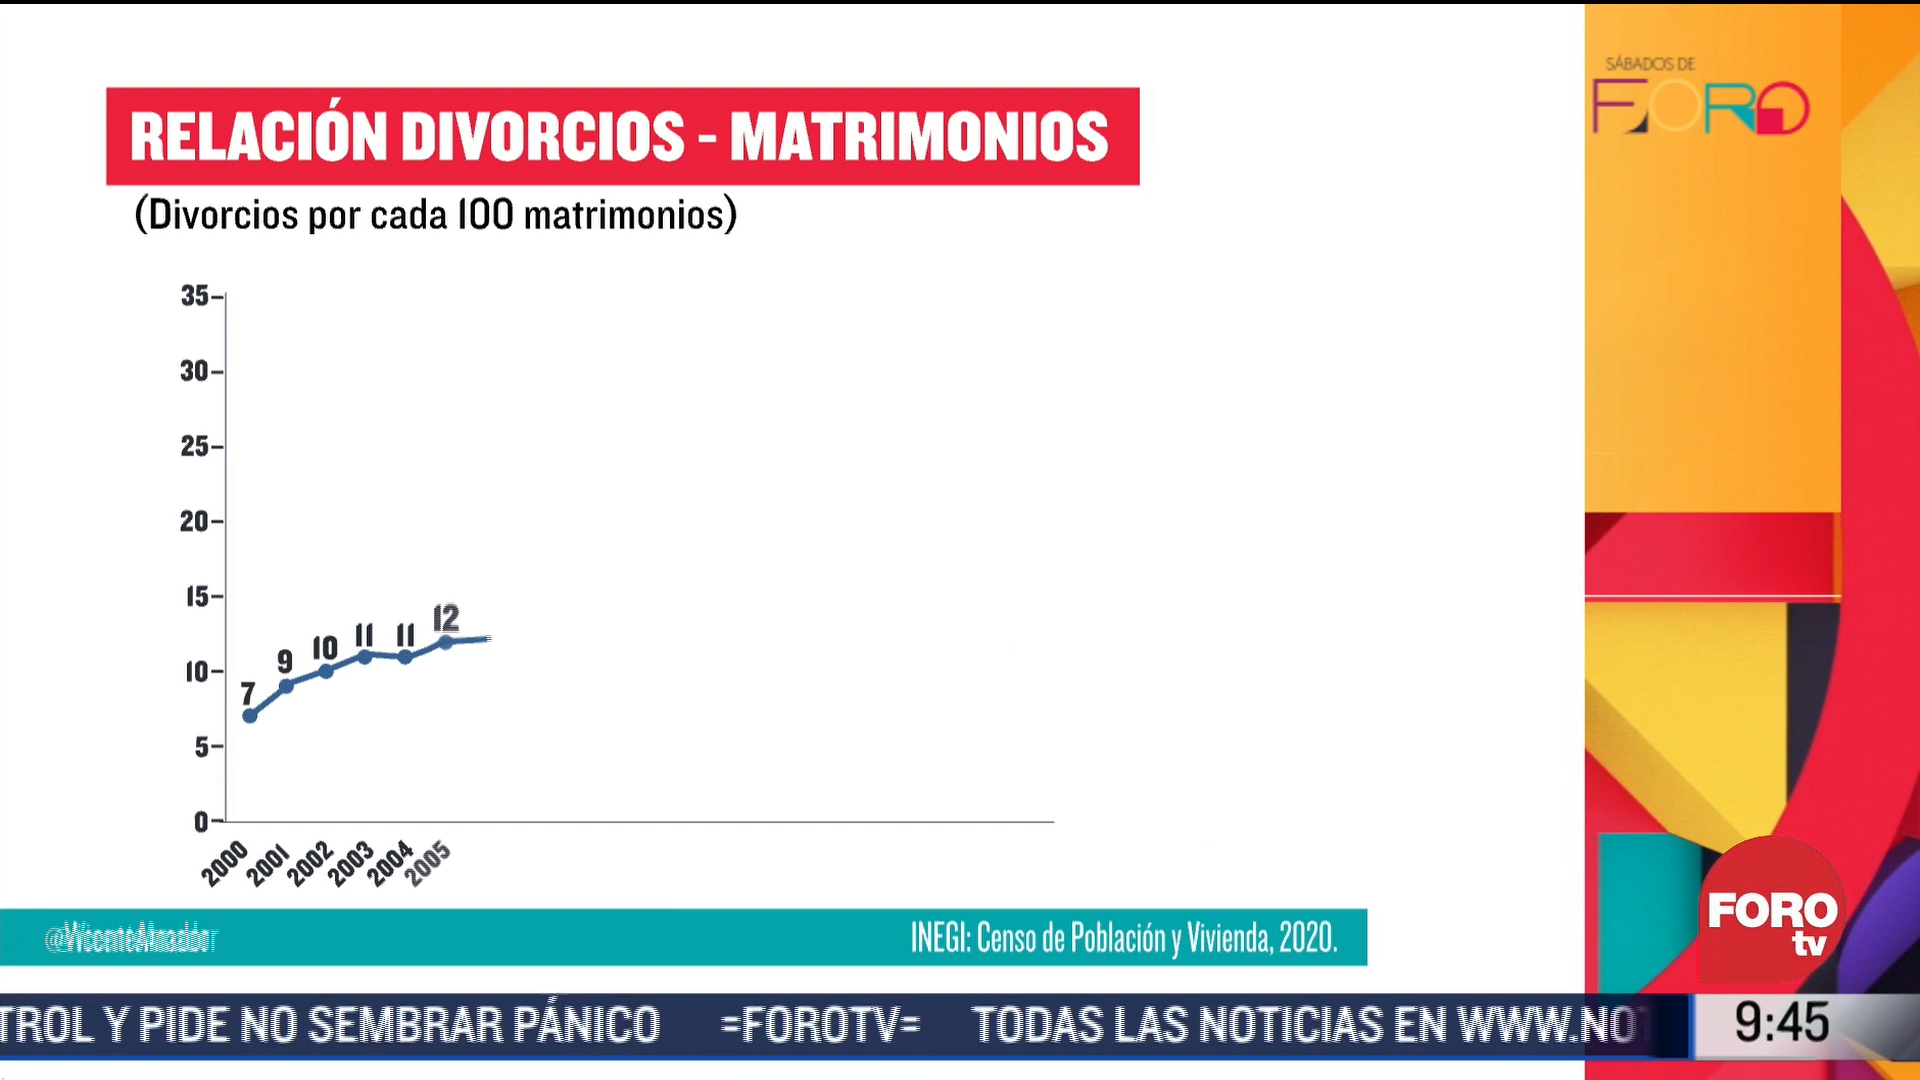 SÁBADOS DE
FORO
RELACIÓN DIVORCIOS - MATRIMONIOS
(Divorcios por cada 100 matrimonios)
35
30
25
20
15
10
5
0
7
9
10
11
11
12
2000
2001
2002
2003
2004
2005
INEGI: Censo de Población y Vivienda, 2020.
FORO
tv
TROL Y PIDE NO SEMBRAR PÁNICO =FOROTV= TODAS LAS NOTICIAS EN WWW.NOT
9:45